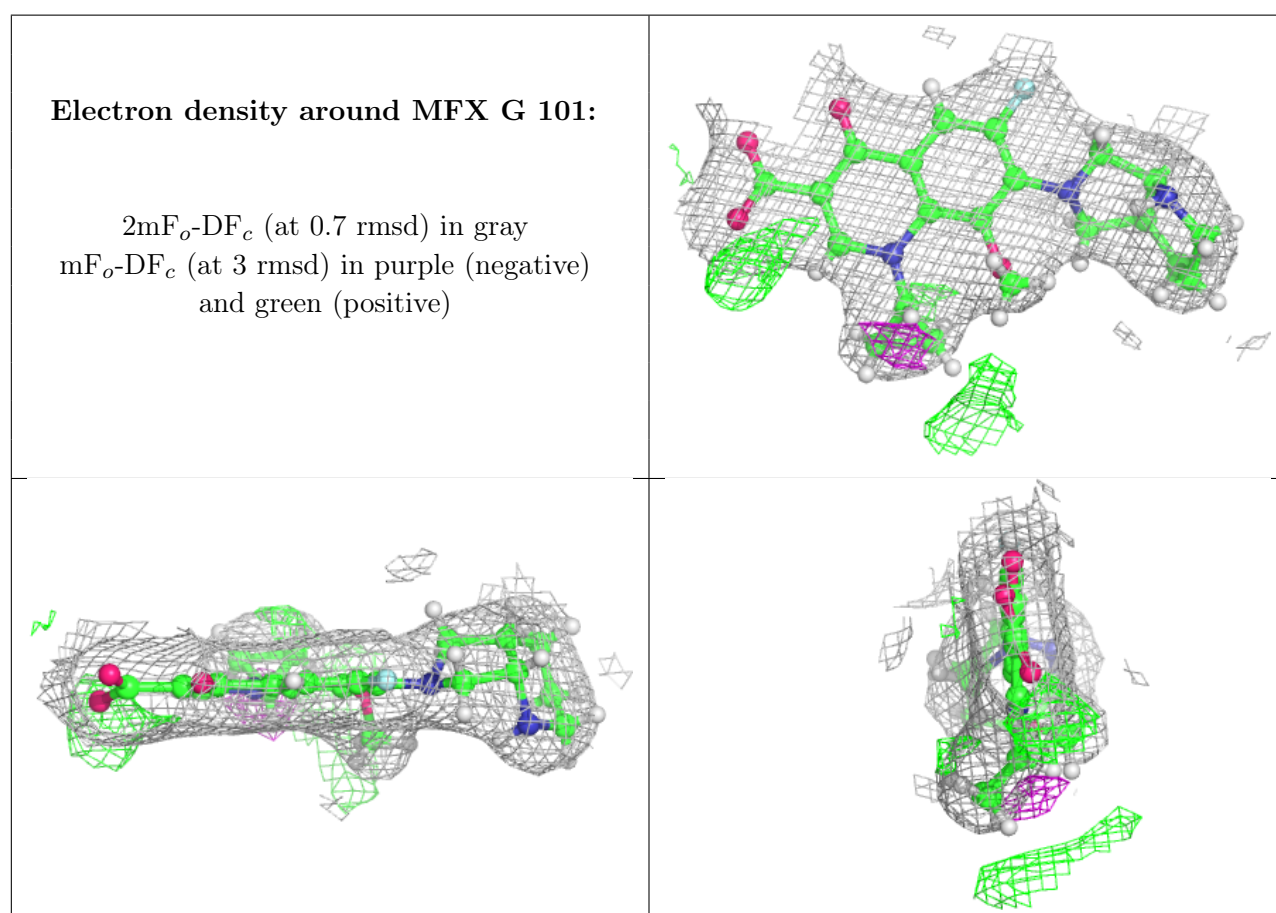 Electron density around MFX G 101:
2mFₒ-DF𝒸 (at 0.7 rmsd) in gray
mFₒ-DF𝒸 (at 3 rmsd) in purple (negative)
and green (positive)